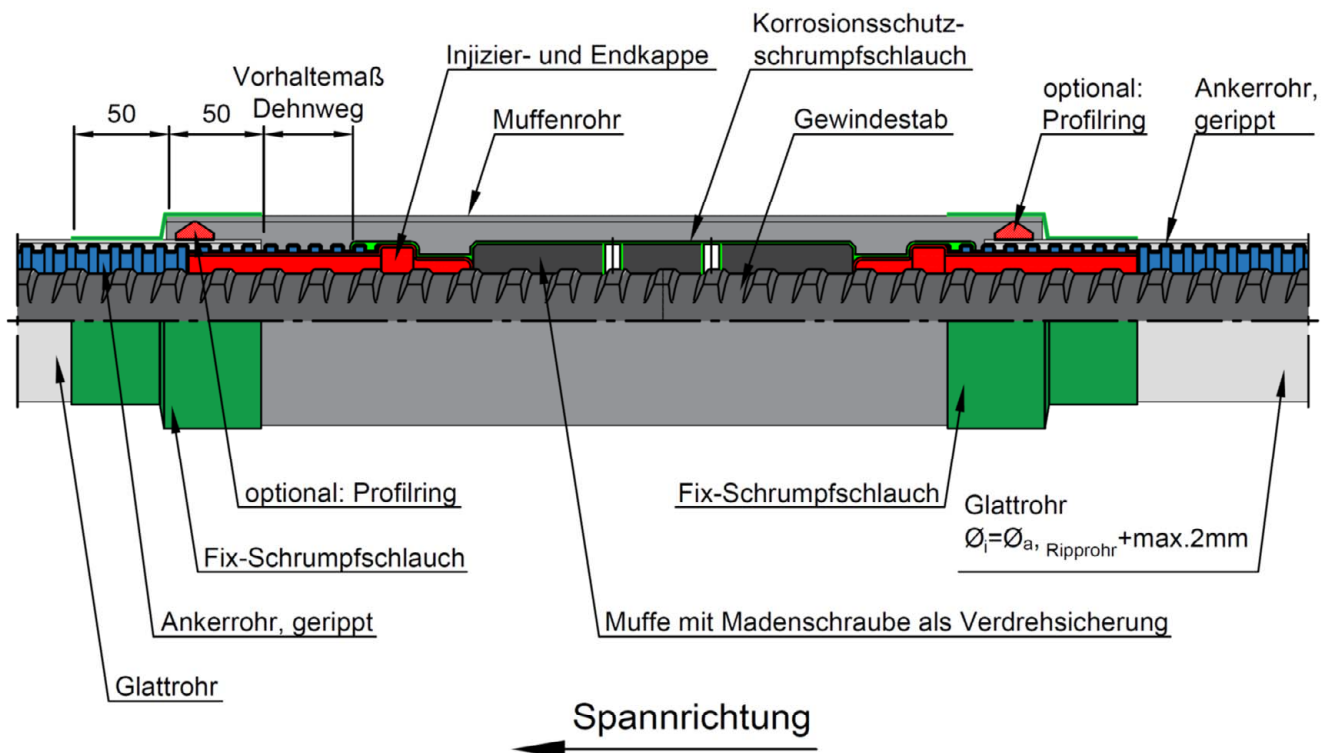 Korrosionsschutz-
schrumpfschlauch
Injizier- und Endkappe
Vorhaltemaß
Dehnweg
50
50
Muffenrohr
Gewindestab
optional:
Profilring
Ankerrohr,
gerippt
optional: Profilring
Fix-Schrumpfschlauch
Fix-Schrumpfschlauch
Glattrohr
Øi=Øa, Ripprohr+max.2mm
Ankerrohr, gerippt
Muffe mit Madenschraube als Verdrehsicherung
Glattrohr
Spannrichtung